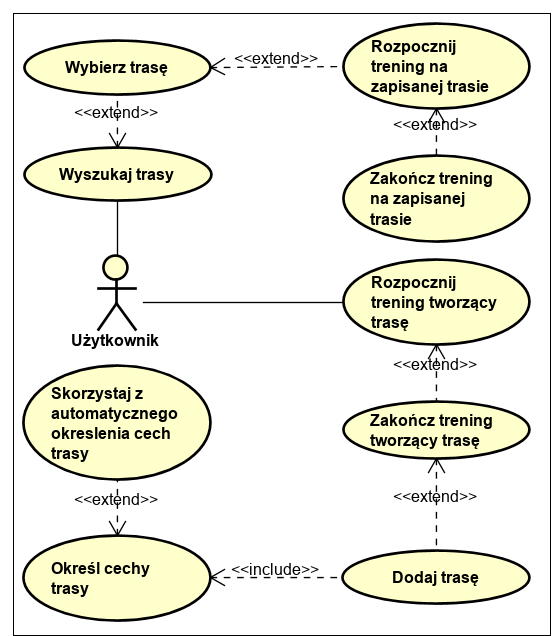 Wybierz trasę
<<extend>>
Rozpocznij
trening na
zapisanej trasie
<<extend>>
<<extend>>
Wyszukaj trasy
Zakończ trening
na zapisanej
trasie
Użytkownik
Rozpocznij
trening tworzący
trasę
<<extend>>
Skorzystaj z
automatycznego
okreslenia cech
trasy
Zakończ trening
tworzący trasę
<<extend>>
<<extend>>
Określ cechy
trasy
<<include>>
Dodaj trasę